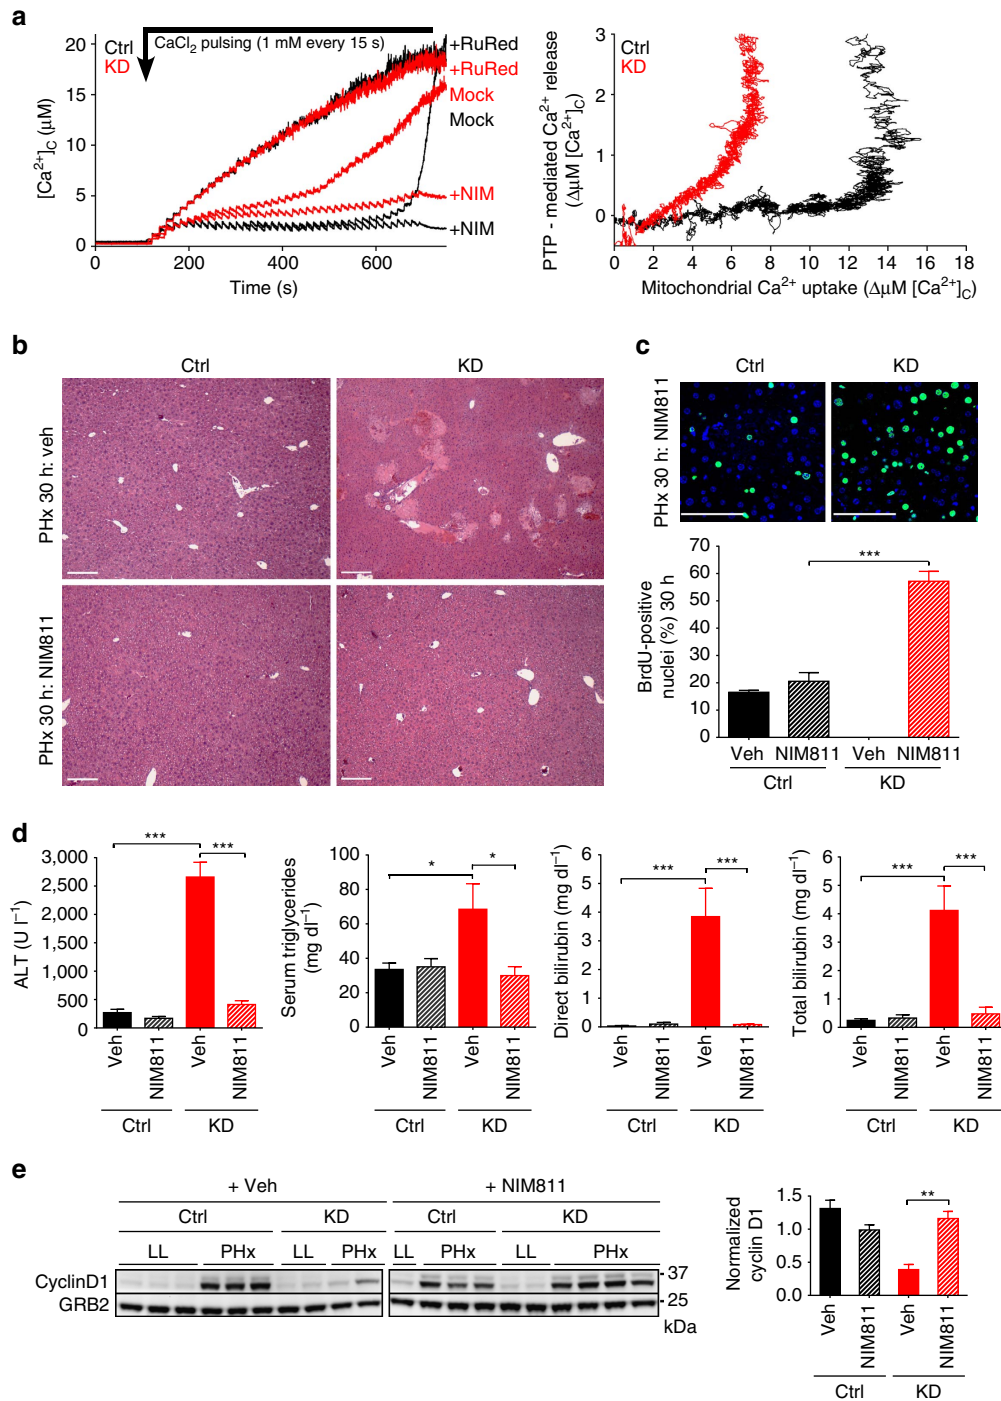 a
CaCl2 pulsing (1 mM every 15 s)
Ctrl
KD
20
15
10
5
0
[Ca2+]C (µM)
0 200 400 600
Time (s)
+RuRed
+RuRed
Mock
Mock
+NIM
+NIM
Ctrl
KD
3
2
1
0
PTP - mediated Ca2+ release
(ΔµM [Ca2+]C)
0 2 4 6 8 10 12 14 16 18
Mitochondrial Ca2+ uptake (ΔµM [Ca2+]C)
b
Ctrl KD
PHx 30 h: veh
PHx 30 h: NIM811
c
Ctrl KD
PHx 30 h: NIM811
70
60
50
40
30
20
10
0
BrdU-positive
nuclei (%) 30 h
***
Veh NIM811 Veh NIM811
Ctrl KD
d
3,000
2,500
2,000
1,500
1,000
500
0
ALT (U l−1)
*** ***
Veh NIM811 Veh NIM811
Ctrl KD
100
80
60
40
20
0
Serum triglycerides
(mg dl−1)
* *
Veh NIM811 Veh NIM811
Ctrl KD
6
5
4
3
2
1
0
Direct bilirubin (mg dl−1)
*** ***
Veh NIM811 Veh NIM811
Ctrl KD
6
5
4
3
2
1
0
Total bilirubin (mg dl−1)
*** ***
Veh NIM811 Veh NIM811
Ctrl KD
e
+ Veh + NIM811
Ctrl KD Ctrl KD
LL PHx LL PHx LL PHx LL PHx
CyclinD1
GRB2
37
25
kDa
1.5
1.0
0.5
0.0
Normalized
cyclin D1
**
Veh NIM811 Veh NIM811
Ctrl KD